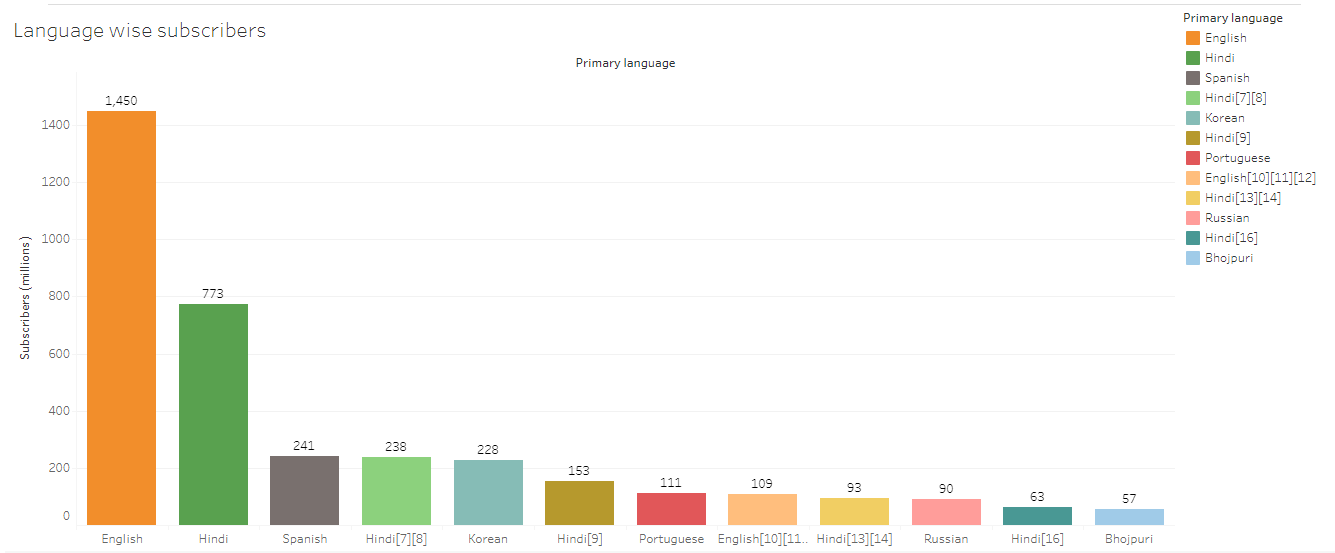 Language wise subscribers
Primary language
Subscribers (millions)
1400
1200
1000
800
600
400
200
0
1,450
773
241
238
228
153
111
109
93
90
63
57
English
Hindi
Spanish
Hindi[7][8]
Korean
Hindi[9]
Portuguese
English[10][11..
Hindi[13][14]
Russian
Hindi[16]
Bhojpuri
Primary language
English
Hindi
Spanish
Hindi[7][8]
Korean
Hindi[9]
Portuguese
English[10][11][12]
Hindi[13][14]
Russian
Hindi[16]
Bhojpuri